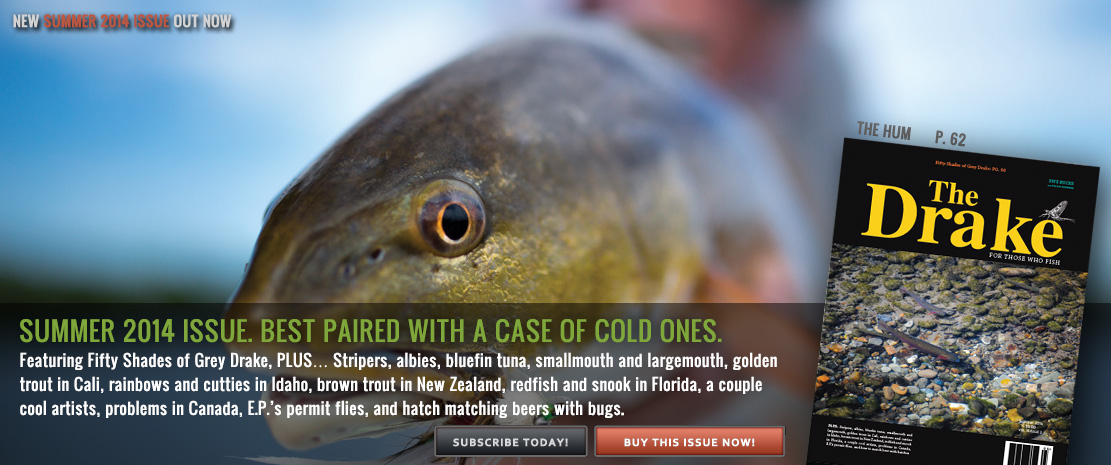 NEW SUMMER 2014 ISSUE OUT NOW
THE HUM P. 62
Fifty Shades of Grey Drake PG. 50
The
Drake
FOR THOSE WHO FISH
SUMMER 2014 ISSUE. BEST PAIRED WITH A CASE OF COLD ONES.
Featuring Fifty Shades of Grey Drake, PLUS... Stripers, albies, bluefin tuna, smallmouth and largemouth, golden
trout in Cali, rainbows and cutties in Idaho, brown trout in New Zealand, redfish and snook in Florida, a couple
cool artists, problems in Canada, E.P.'s permit flies, and hatch matching beers with bugs.
SUBSCRIBE TODAY!
BUY THIS ISSUE NOW!